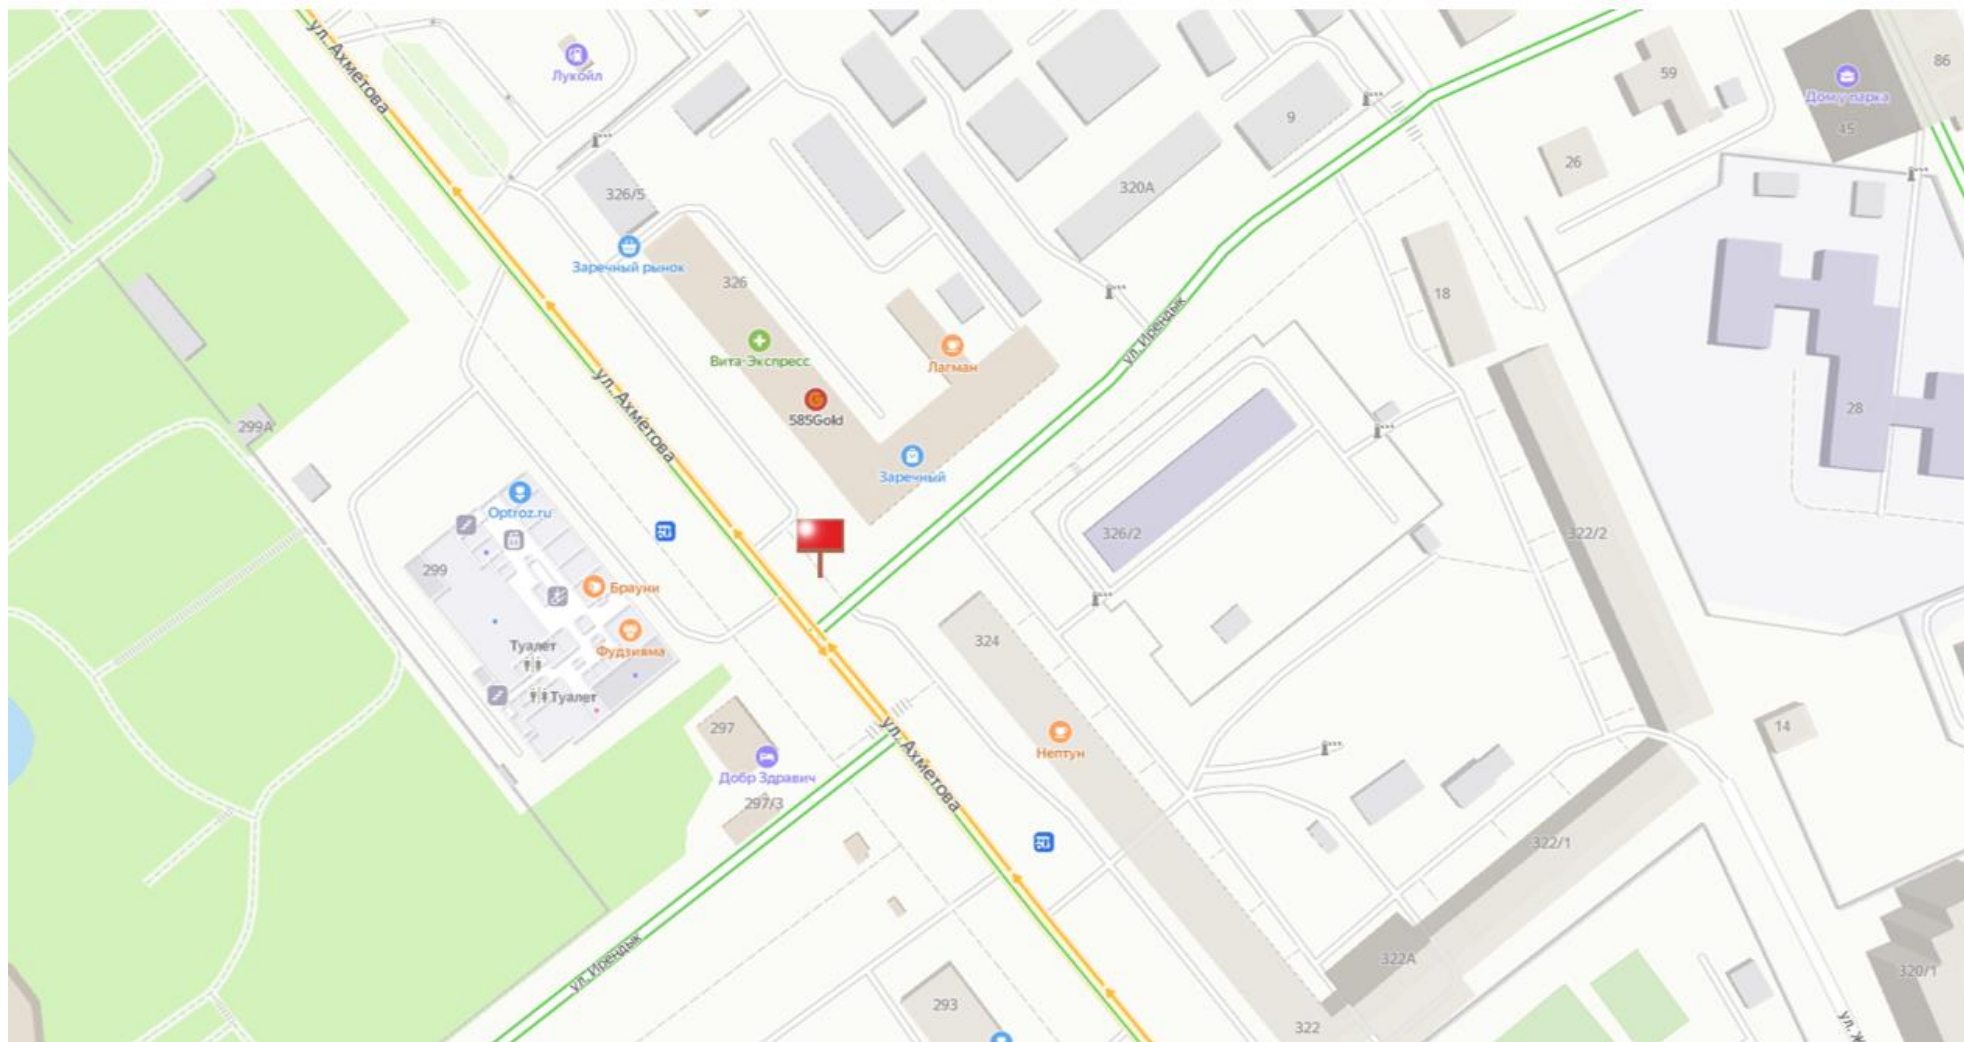 ул. Ахметова
Лукойл
59
86
Дом у парка
45
9
26
326/5
320А
Заречный рынок
326
18
ул. Ирендык
Вита-Экспресс
Лагман
585Gold
ул. Ахметова
28
299А
Заречный
Optroz.ru
326/2
322/2
299
Брауни
324
Туалет
Фудзияма
Туалет
297
14
Нептун
Добр Здравич
ул. Ахметова
297/3
322/1
ул. Ирендык
322А
320/1
293
322